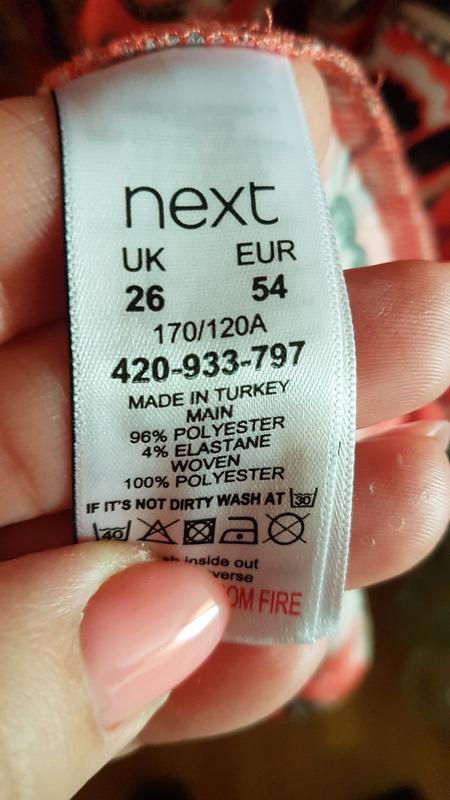 next
UK EUR
26 54
170/120A
420-933-797
MADE IN TURKEY
MAIN
96% POLYESTER
4% ELASTANE
WOVEN
100% POLYESTER
IF IT'S NOT DIRTY WASH AT 30
40
inside out
FIRE